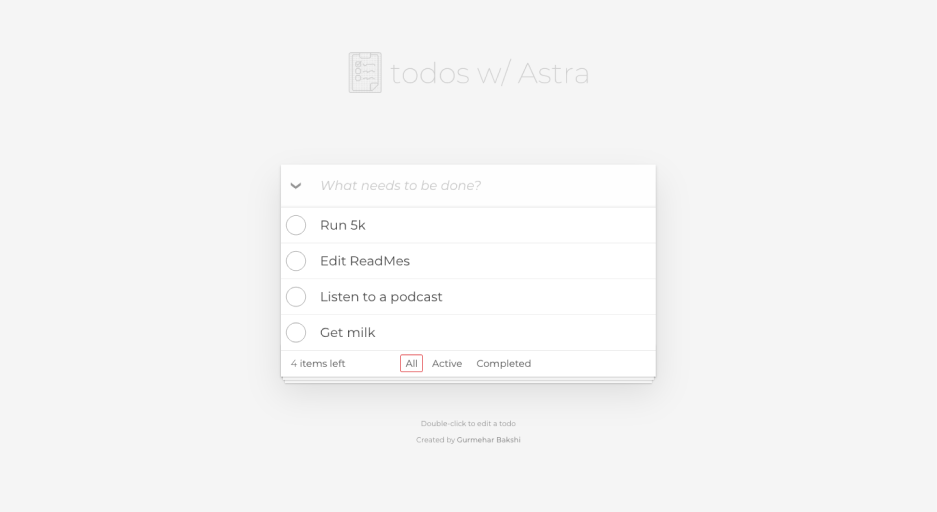 todos w/ Astra
What needs to be done?
Run 5k
Edit ReadMes
Listen to a podcast
Get milk
4 items left All Active Completed
Double-click to edit a todo
Created by Gurmehar Bakshi